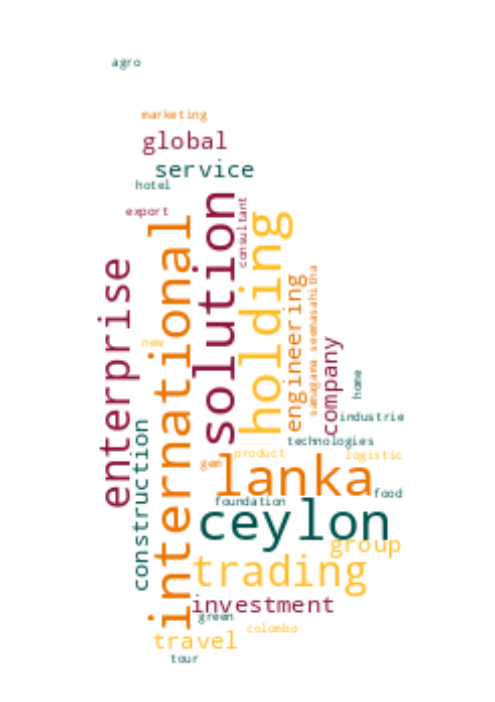 agro
marketing
global
service
hotel
export
consultant
solution
holding
international
enterprise
engineering
samagama seemasahitha
company
new
home
industrie
construction
technologies
product
logistic
gem
lanka
food
foundation
ceylon
group
trading
investment
green
colombo
travel
tour